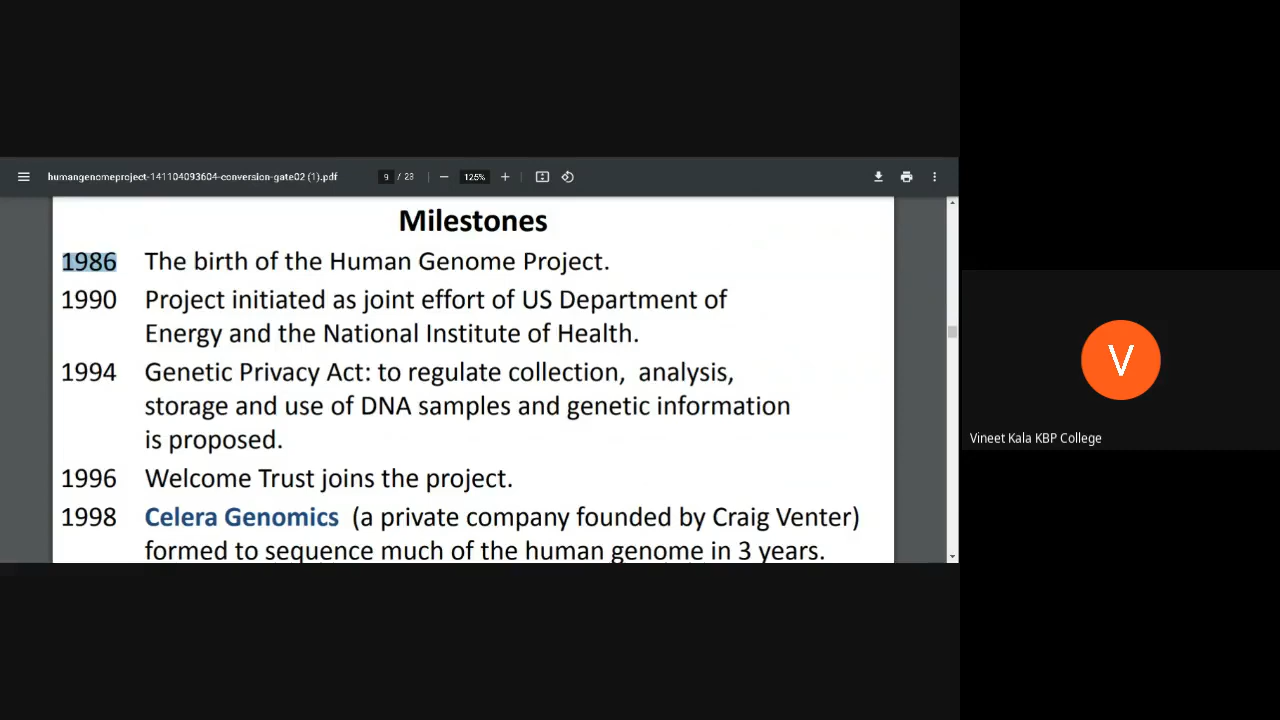 humangenomeproject-141104093604-conversion-gate02 (1).pdf
9 / 23
125%
Milestones
1986 The birth of the Human Genome Project.
1990 Project initiated as joint effort of US Department of
Energy and the National Institute of Health.
1994 Genetic Privacy Act: to regulate collection, analysis,
storage and use of DNA samples and genetic information
is proposed.
1996 Welcome Trust joins the project.
1998 Celera Genomics (a private company founded by Craig Venter)
formed to sequence much of the human genome in 3 years.
V
Vineet Kala KBP College